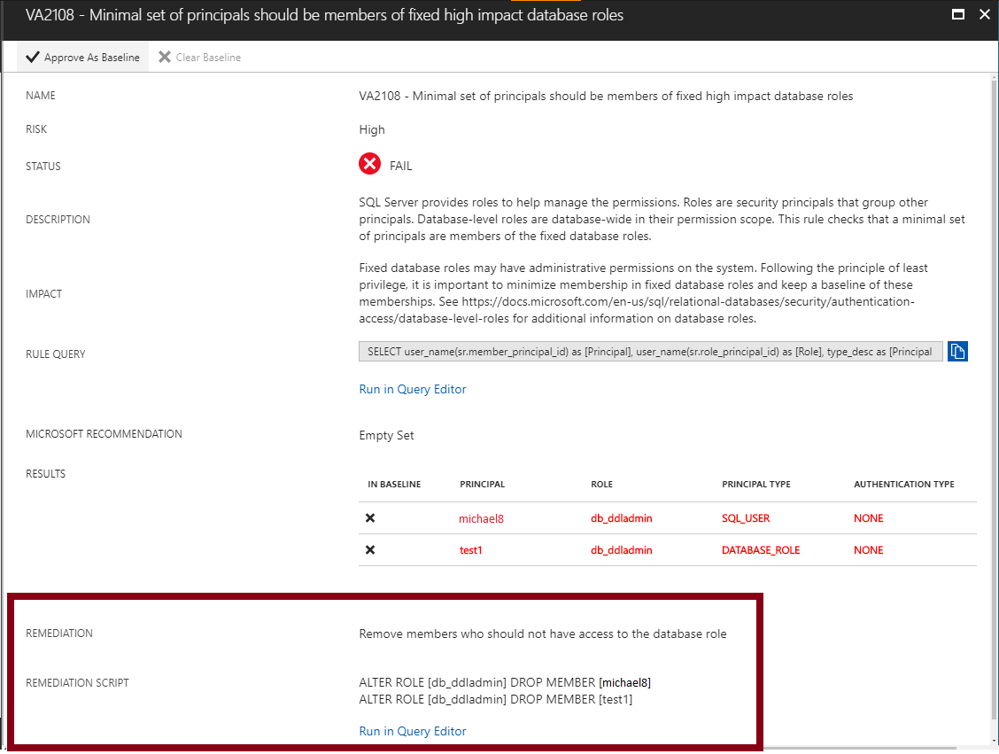 VA2108 - Minimal set of principals should be members of fixed high impact database roles
Approve As Baseline
Clear Baseline
NAME
VA2108 - Minimal set of principals should be members of fixed high impact database roles
RISK
High
STATUS
FAIL
DESCRIPTION
SQL Server provides roles to help manage the permissions. Roles are security principals that group other
principals. Database-level roles are database-wide in their permission scope. This rule checks that a minimal set
of principals are members of the fixed database roles.
IMPACT
Fixed database roles may have administrative permissions on the system. Following the principle of least
privilege, it is important to minimize membership in fixed database roles and keep a baseline of these
memberships. See https://docs.microsoft.com/en-us/sql/relational-databases/security/authentication-
access/database-level-roles for additional information on database roles.
RULE QUERY
SELECT user_name(sr.member_principal_id) as [Principal], user_name(sr.role_principal_id) as [Role], type_desc as [Principal
Run in Query Editor
MICROSOFT RECOMMENDATION
Empty Set
RESULTS
IN BASELINE PRINCIPAL ROLE PRINCIPAL TYPE AUTHENTICATION TYPE
michael8 db_ddladmin SQL_USER NONE
test1 db_ddladmin DATABASE_ROLE NONE
REMEDIATION
Remove members who should not have access to the database role
REMEDIATION SCRIPT
ALTER ROLE [db_ddladmin] DROP MEMBER [michael8]
ALTER ROLE [db_ddladmin] DROP MEMBER [test1]
Run in Query Editor